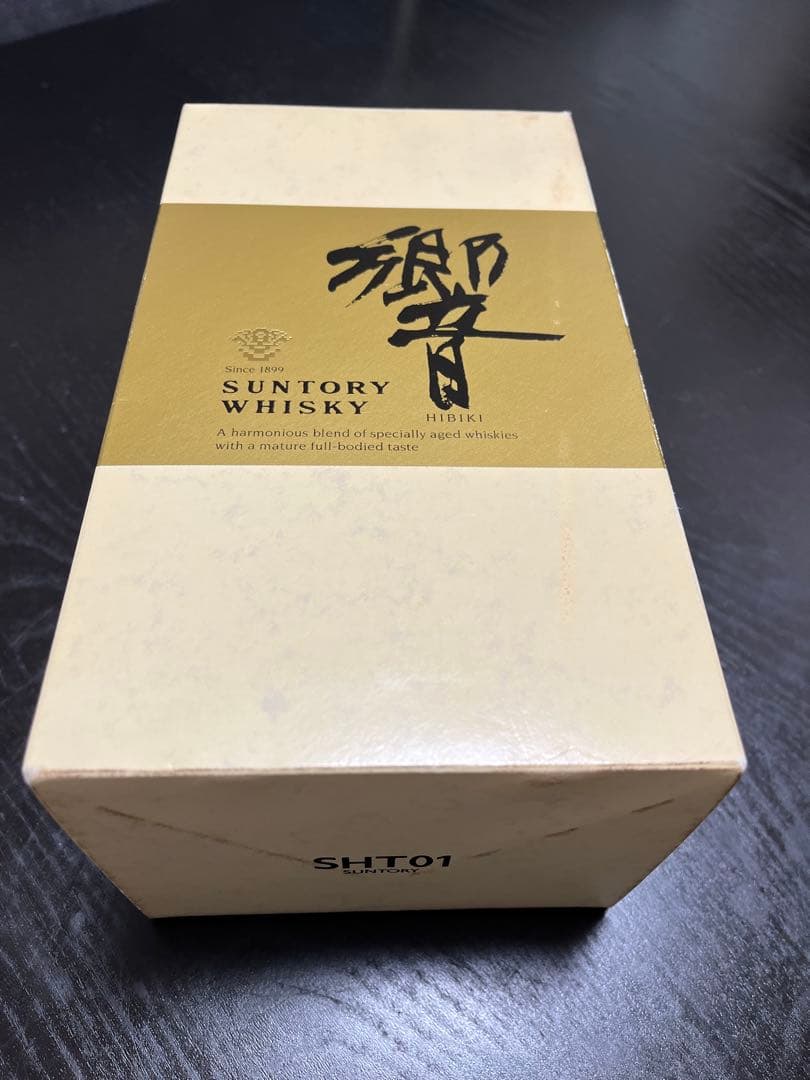 響
Since 1899
SUNTORY
WHISKY
HIBIKI
A harmonious blend of specially aged whiskies
with a mature full-bodied taste
SHT01
SUNTORY